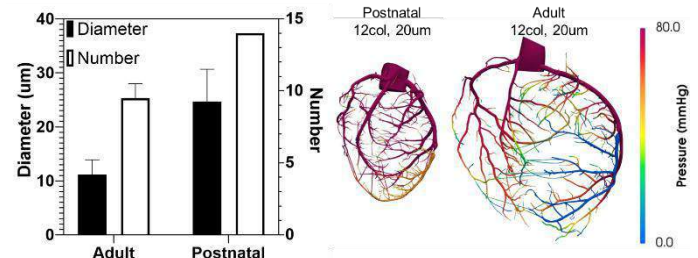 40
30
20
10
0
Diameter (um)
Diameter
Number
15
10
5
0
Number
Adult
Postnatal
Postnatal
12col, 20um
Adult
12col, 20um
80.0
Pressure (mmHg)
0.0